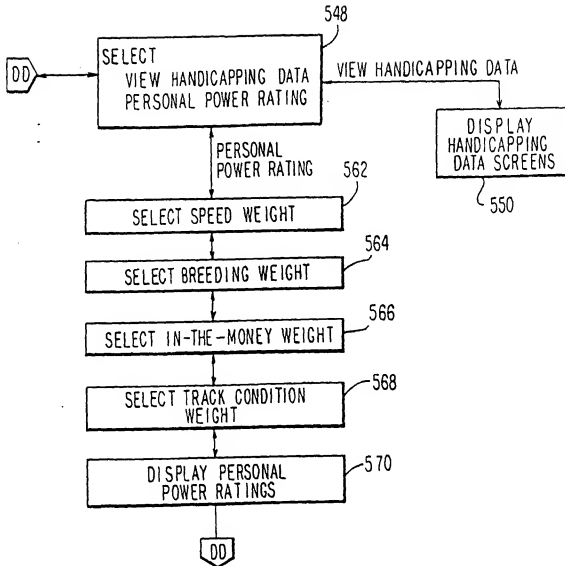 548
DD
SELECT
VIEW HANDICAPPING DATA
PERSONAL POWER RATING
VIEW HANDICAPPING DATA
DISPLAY
HANDICAPPING
DATA SCREENS
550
PERSONAL
POWER RATING
562
SELECT SPEED WEIGHT
564
SELECT BREEDING WEIGHT
566
SELECT IN-THE-MONEY WEIGHT
568
SELECT TRACK CONDITION
WEIGHT
570
DISPLAY PERSONAL
POWER RATINGS
DD